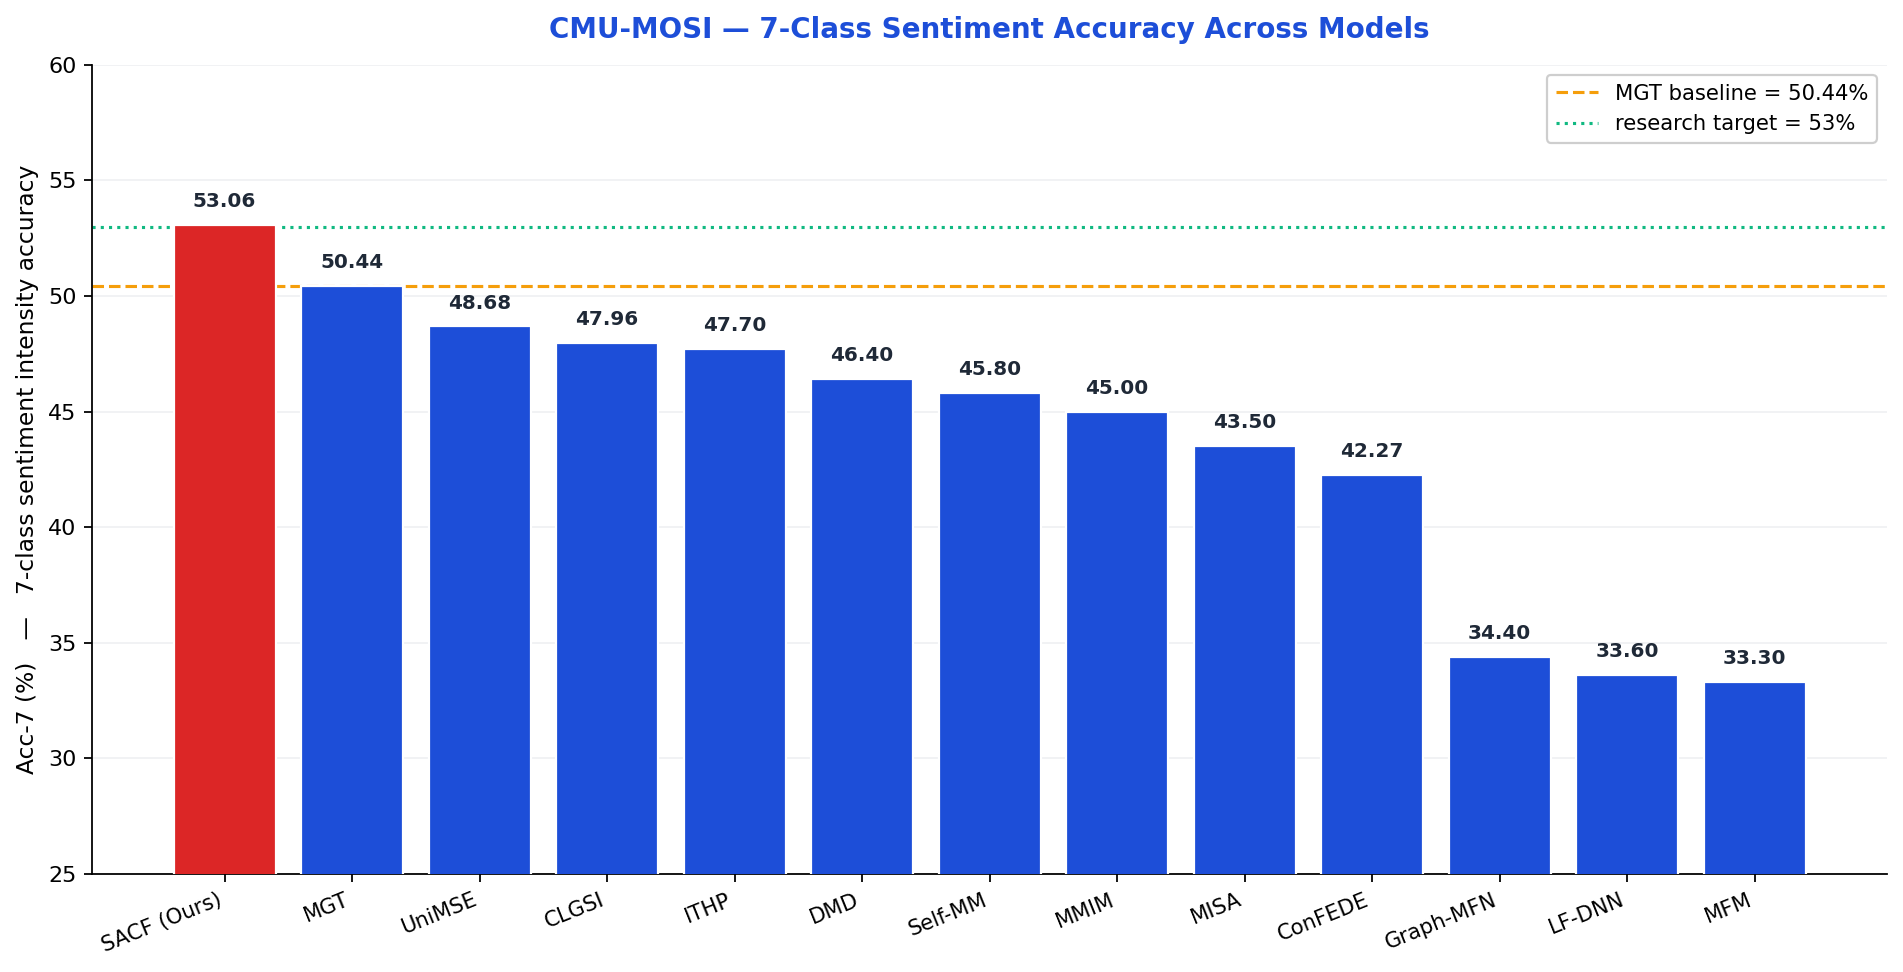 CMU-MOSI — 7-Class Sentiment Accuracy Across Models
Acc-7 (%) — 7-class sentiment intensity accuracy
60
55
50
45
40
35
30
25
MGT baseline = 50.44%
research target = 53%
53.06
50.44
48.68
47.96
47.70
46.40
45.80
45.00
43.50
42.27
34.40
33.60
33.30
SACF (Ours)
MGT
UniMSE
CLGSI
ITHP
DMD
Self-MM
MMIM
MISA
ConFEDE
Graph-MFN
LF-DNN
MFM